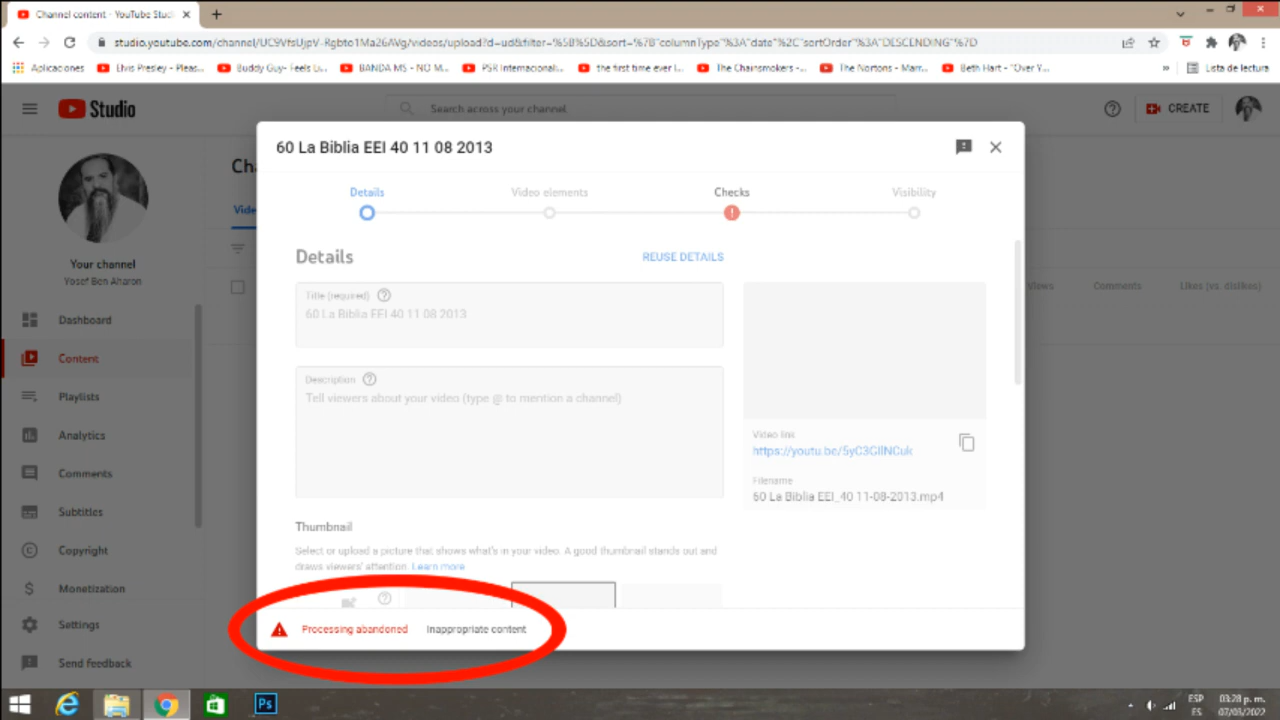 Channel content - YouTube Studi
studio.youtube.com/channel/UC9VfsUjpV-Rgbto1Ma26AVg/videos/upload?d=ud&filter=%5B%5D&sort=%7B"columnType"%3A"date"%2C"sortOrder"%3A"DESCENDING"%7D
Aplicaciones Elvis Presley - Pleas... Buddy Guy- Feels Li... BANDA MS - NO M... PSR Internacional... the first time ever I... The Chainsmokers -... The Nortons - Marr... Beth Hart - "Over Y... » Lista de lectura
Studio
Search across your channel
CREATE
Cha
Vide
Your channel
Yosef Ben Aharon
Dashboard
Content
Playlists
Analytics
Comments
Subtitles
Copyright
Monetization
Settings
Send feedback
Views Comments Likes (vs. dislikes)
60 La Biblia EEI 40 11 08 2013
Details Video elements Checks Visibility
Details
REUSE DETAILS
Title (required)
60 La Biblia EEI 40 11 08 2013
Description
Tell viewers about your video (type @ to mention a channel)
Video link
Filename
60 La Biblia EEI_40 11-08-2013.mp4
Thumbnail
Select or upload a picture that shows what's in your video. A good thumbnail stands out and
draws viewers' attention. Learn more
Processing abandoned Inappropriate content
Ps
ESP
ES
03:28 p. m.
07/03/2022